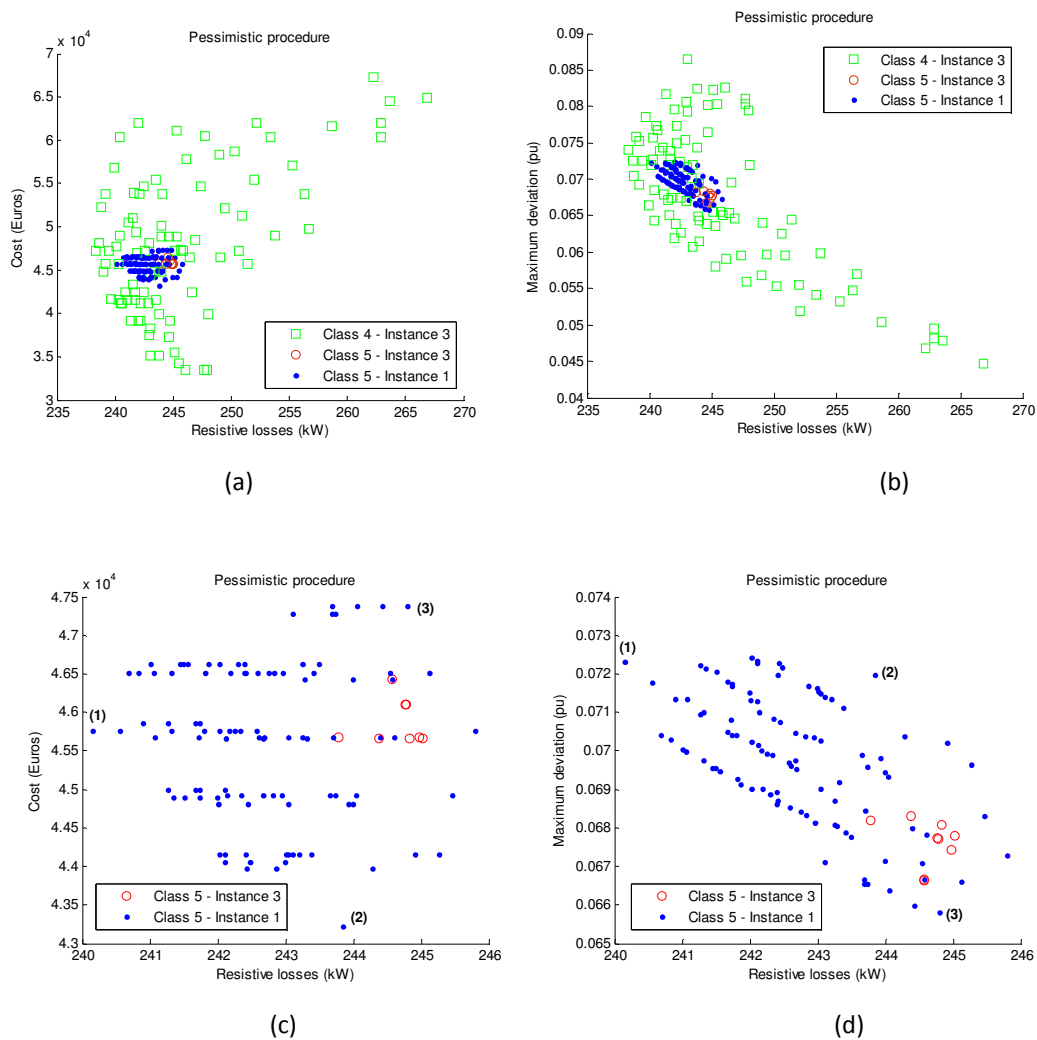 Pessimistic procedure
x 10⁴
7
6.5
6
5.5
5
4.5
4
3.5
3
Cost (Euros)
235 240 245 250 255 260 265 270
Resistive losses (kW)
Class 4 - Instance 3
Class 5 - Instance 3
Class 5 - Instance 1
(a)
Pessimistic procedure
0.09
0.085
0.08
0.075
0.07
0.065
0.06
0.055
0.05
0.045
0.04
Maximum deviation (pu)
235 240 245 250 255 260 265 270
Resistive losses (kW)
Class 4 - Instance 3
Class 5 - Instance 3
Class 5 - Instance 1
(b)
Pessimistic procedure
x 10⁴
4.75
4.7
4.65
4.6
4.55
4.5
4.45
4.4
4.35
4.3
Cost (Euros)
(3)
(1)
(2)
Class 5 - Instance 3
Class 5 - Instance 1
240 241 242 243 244 245 246
Resistive losses (kW)
(c)
Pessimistic procedure
0.074
0.073
0.072
0.071
0.07
0.069
0.068
0.067
0.066
0.065
Maximum deviation (pu)
(1)
(2)
(3)
Class 5 - Instance 3
Class 5 - Instance 1
240 241 242 243 244 245 246
Resistive losses (kW)
(d)